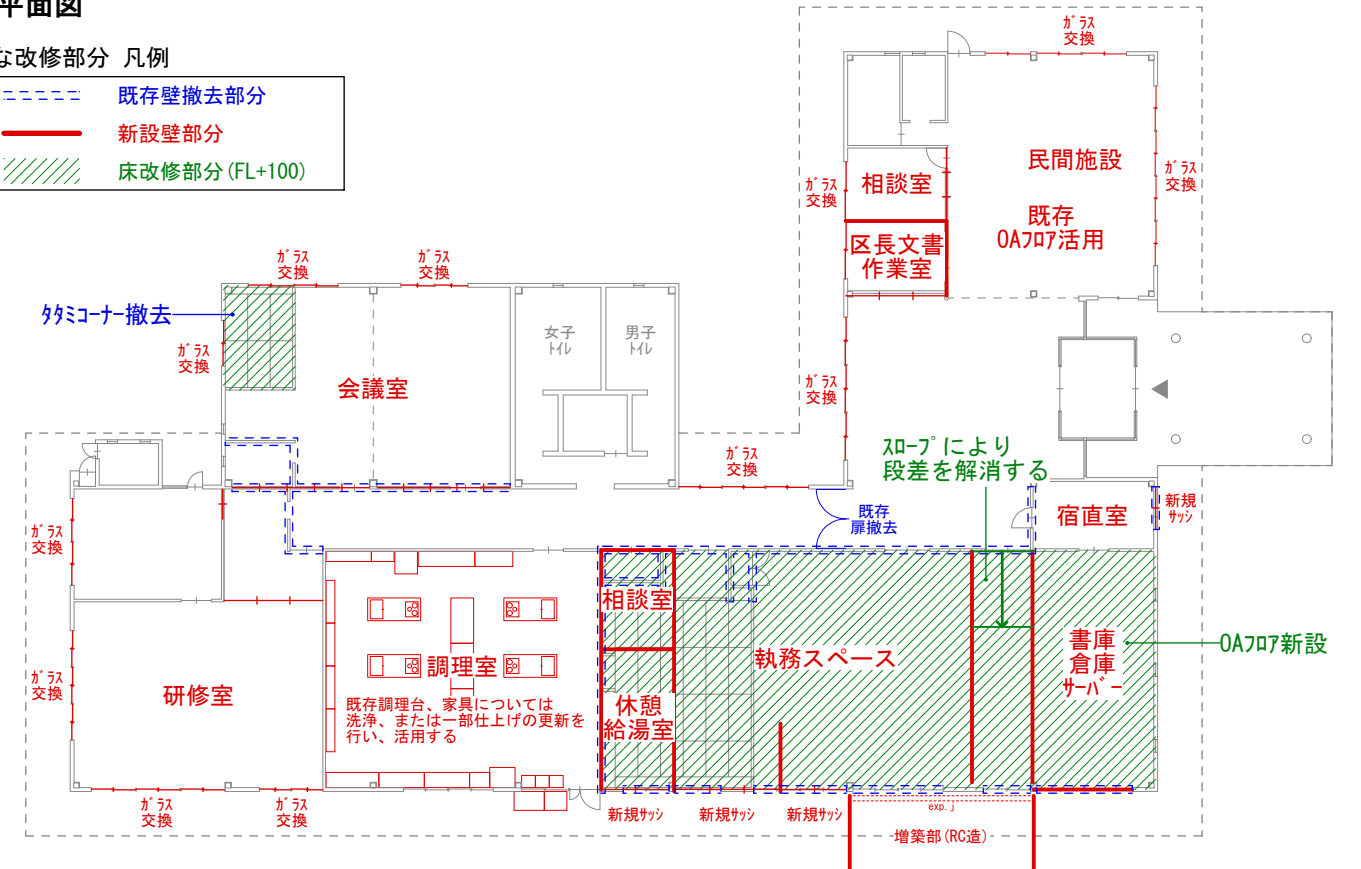 平面図
な改修部分 凡例
既存壁撤去部分
新設壁部分
床改修部分(FL+100)
ｶﾞﾗｽ
交換
民間施設
既存
OAﾌﾛｱ活用
ｶﾞﾗｽ
交換
ｶﾞﾗｽ
交換
相談室
区長文書
作業室
ｶﾞﾗｽ
交換
ｶﾞﾗｽ
交換
ﾀﾀﾐｺｰﾅｰ撤去
ｶﾞﾗｽ
交換
会議室
女子
ﾄｲﾚ
男子
ﾄｲﾚ
ｶﾞﾗｽ
交換
ｶﾞﾗｽ
交換
ｽﾛｰﾌﾟにより
段差を解消する
既存
扉撤去
宿直室
新規
ｻｯｼ
ｶﾞﾗｽ
交換
ｶﾞﾗｽ
交換
研修室
調理室
既存調理台、家具については
洗浄、または一部仕上げの更新を
行い、活用する
相談室
休憩
給湯室
執務スペース
書庫
倉庫
ｻｰﾊﾞｰ
OAﾌﾛｱ新設
ｶﾞﾗｽ
交換
ｶﾞﾗｽ
交換
新規ｻｯｼ
新規ｻｯｼ
新規ｻｯｼ
exp.j
増築部(RC造)